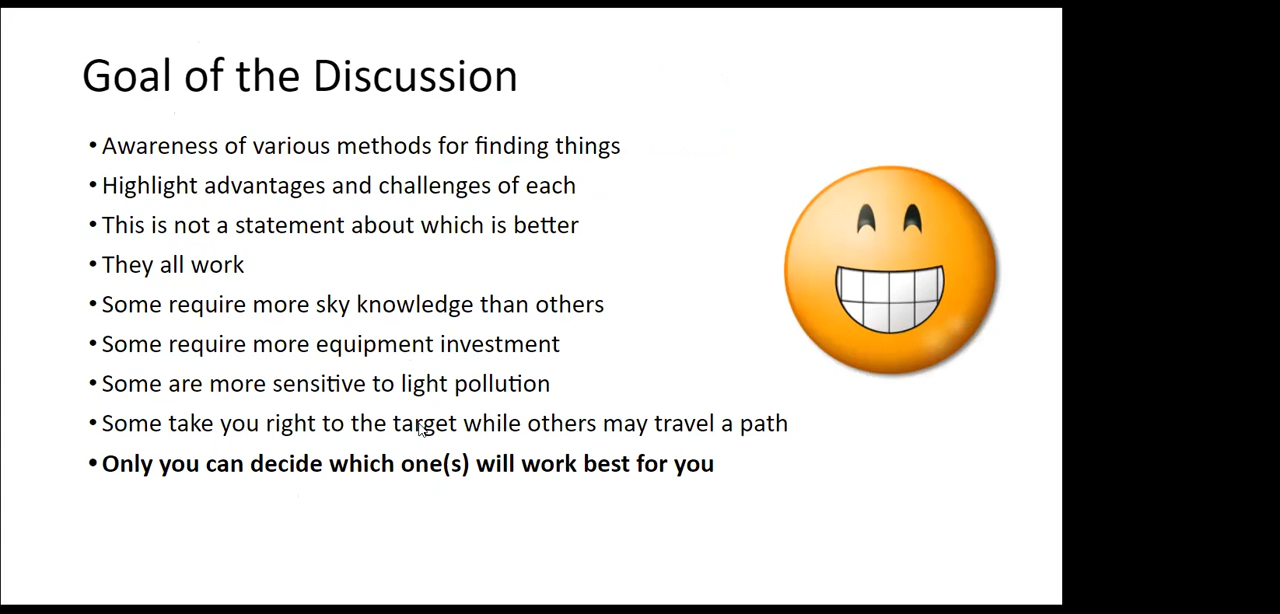 Goal of the Discussion
• Awareness of various methods for finding things
• Highlight advantages and challenges of each
• This is not a statement about which is better
• They all work
• Some require more sky knowledge than others
• Some require more equipment investment
• Some are more sensitive to light pollution
• Some take you right to the target while others may travel a path
• Only you can decide which one(s) will work best for you